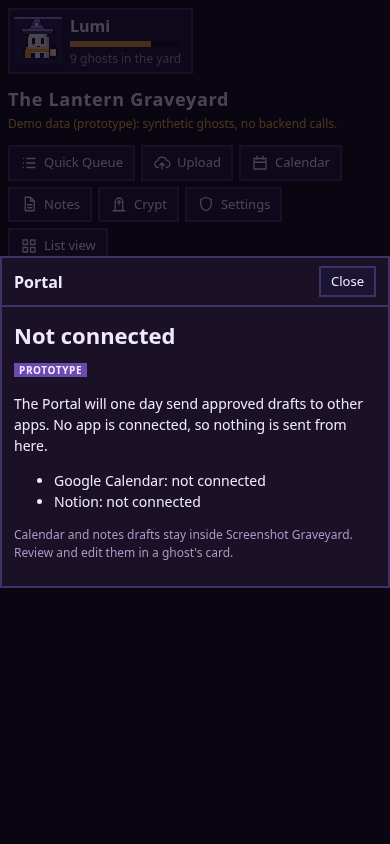 Lumi
9 ghosts in the yard
The Lantern Graveyard
Demo data (prototype): synthetic ghosts, no backend calls.
Quick Queue
Upload
Calendar
Notes
Crypt
Settings
List view
Portal
Close
Not connected
PROTOTYPE
The Portal will one day send approved drafts to other
apps. No app is connected, so nothing is sent from
here.
Google Calendar: not connected
Notion: not connected
Calendar and notes drafts stay inside Screenshot Graveyard.
Review and edit them in a ghost's card.